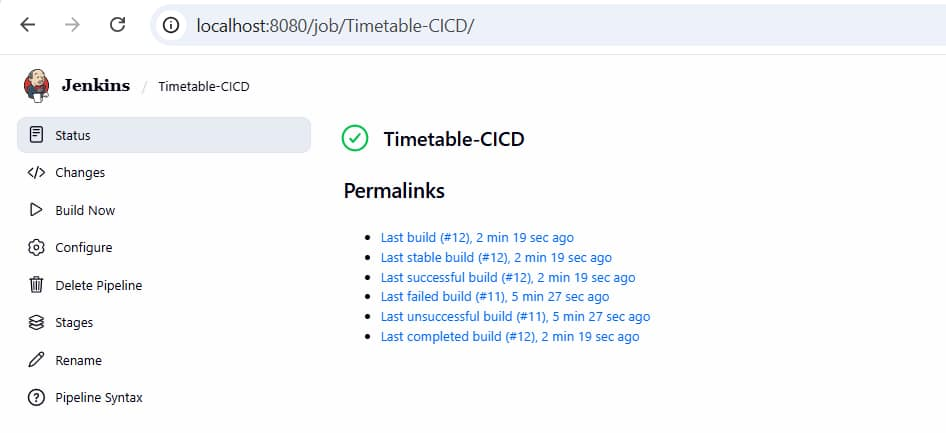 localhost:8080/job/Timetable-CICD/
Jenkins / Timetable-CICD
Status
Changes
Build Now
Configure
Delete Pipeline
Stages
Rename
Pipeline Syntax
Timetable-CICD
Permalinks
Last build (#12), 2 min 19 sec ago
Last stable build (#12), 2 min 19 sec ago
Last successful build (#12), 2 min 19 sec ago
Last failed build (#11), 5 min 27 sec ago
Last unsuccessful build (#11), 5 min 27 sec ago
Last completed build (#12), 2 min 19 sec ago